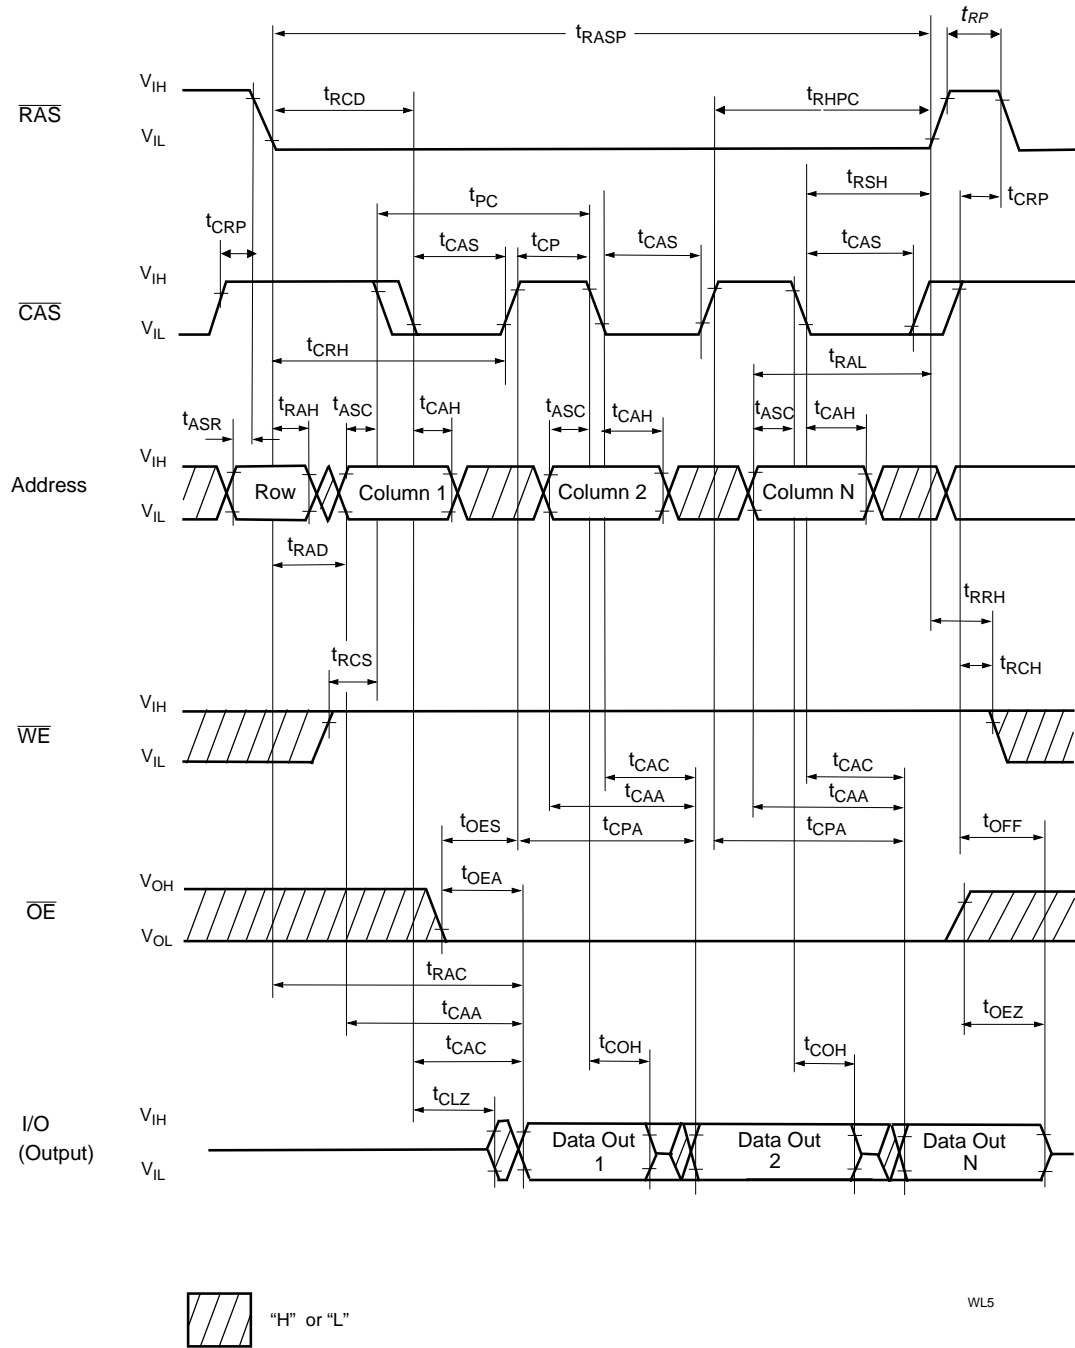 tRP
tRASP
VIH
RAS
VIL
tRCD
tRHPC
tRSH
tCRP
tPC
tCRP
tCAS
tCP
tCAS
tCAS
VIH
CAS
VIL
tCRH
tRAL
tASR
tRAH
tASC
tCAH
tASC
tCAH
tASC
tCAH
VIH
Address
VIL
Row
Column 1
Column 2
Column N
tRAD
tRRH
tRCS
tRCH
VIH
WE
VIL
tCAC
tCAC
tCAA
tCAA
tOES
tCPA
tCPA
tOFF
VOH
OE
VOL
tOEA
tRAC
tCAA
tOEZ
tCAC
tCOH
tCOH
tCLZ
VIH
I/O
(Output)
VIL
Data Out
1
Data Out
2
Data Out
N
"H" or "L"
WL5